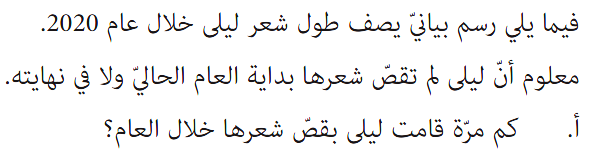 فيما يلي رسم بيانيّ يصف طول شعر ليلى خلال عام 2020.
معلوم أنّ ليلى لم تقصّ شعرها بداية العام الحاليّ ولا في نهايته.
أ. كم مرّة قامت ليلى بقصّ شعرها خلال العام؟